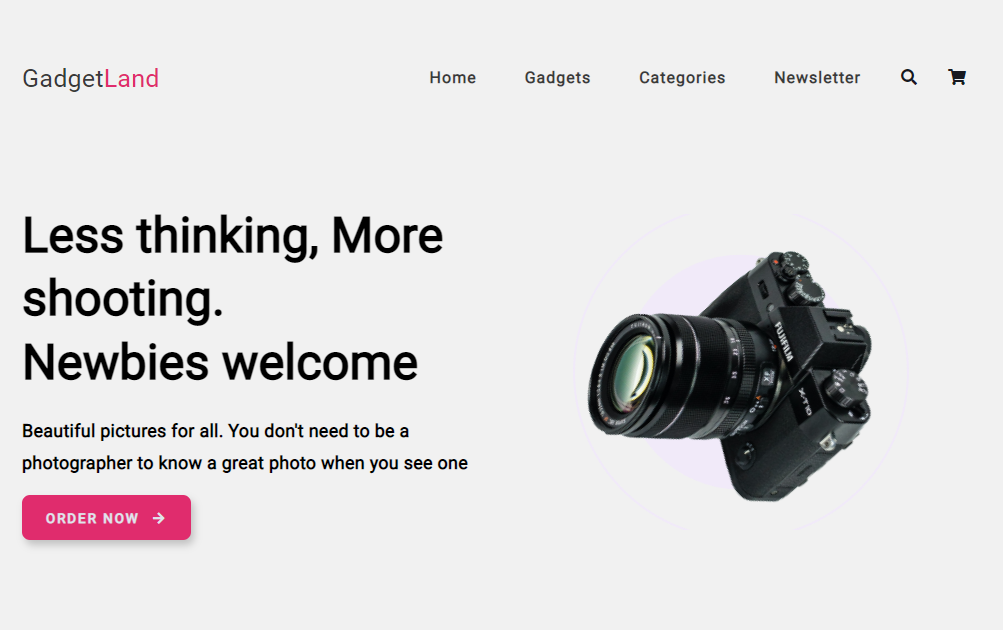 GadgetLand
Home Gadgets Categories Newsletter
Less thinking, More
shooting.
Newbies welcome
Beautiful pictures for all. You don't need to be a
photographer to know a great photo when you see one
ORDER NOW
FUJIFILM
X-T10